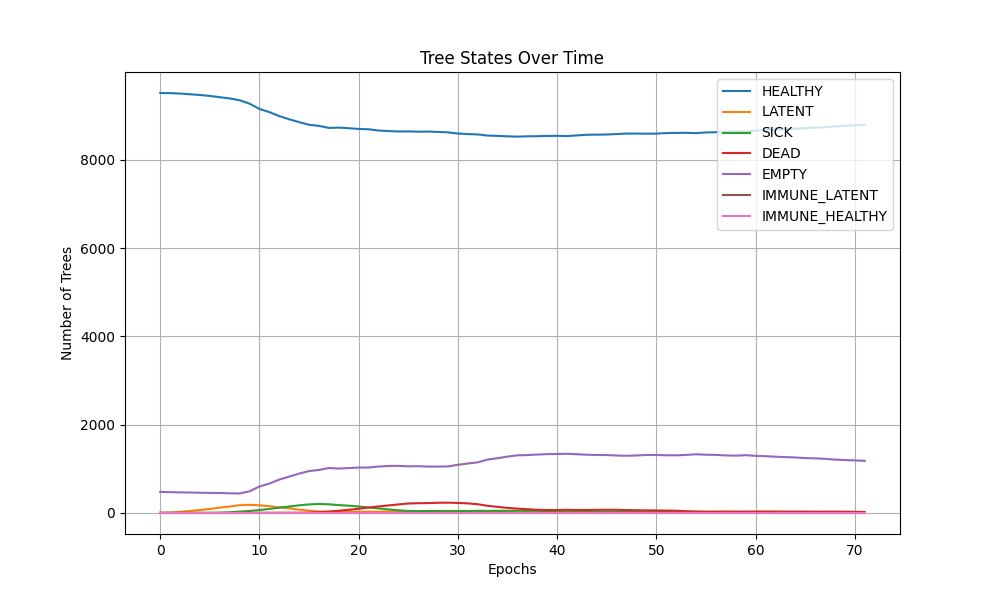 Tree States Over Time
HEALTHY
LATENT
SICK
DEAD
EMPTY
IMMUNE_LATENT
IMMUNE_HEALTHY
Number of Trees
8000
6000
4000
2000
0
0 10 20 30 40 50 60 70
Epochs